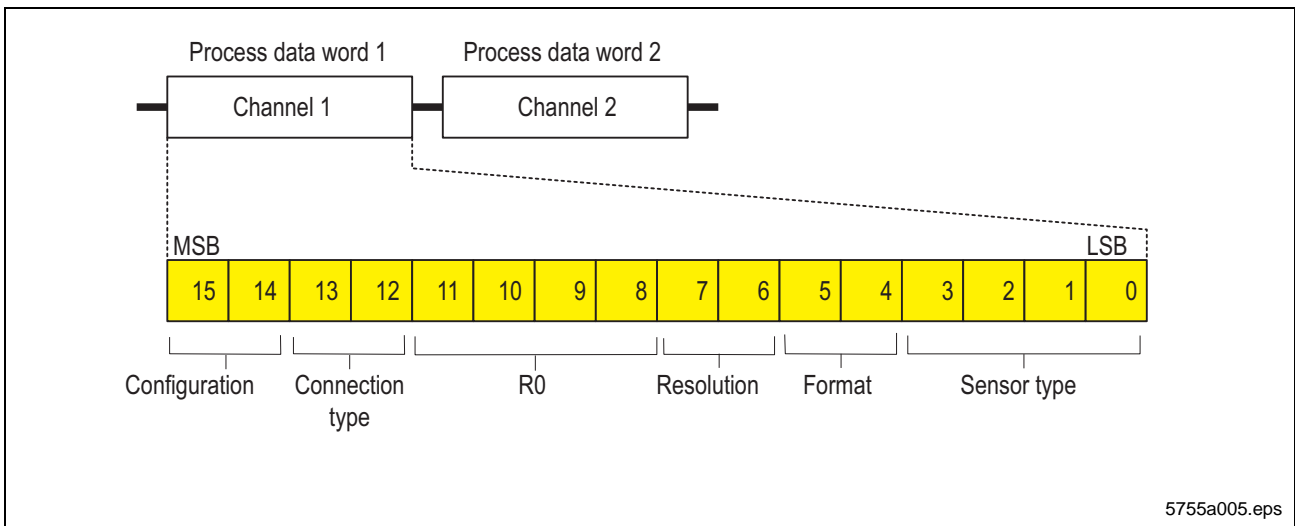 Process data word 1 Process data word 2
Channel 1 Channel 2
MSB LSB
15 14 13 12 11 10 9 8 7 6 5 4 3 2 1 0
Configuration Connection type R0 Resolution Format Sensor type
5755a005.eps